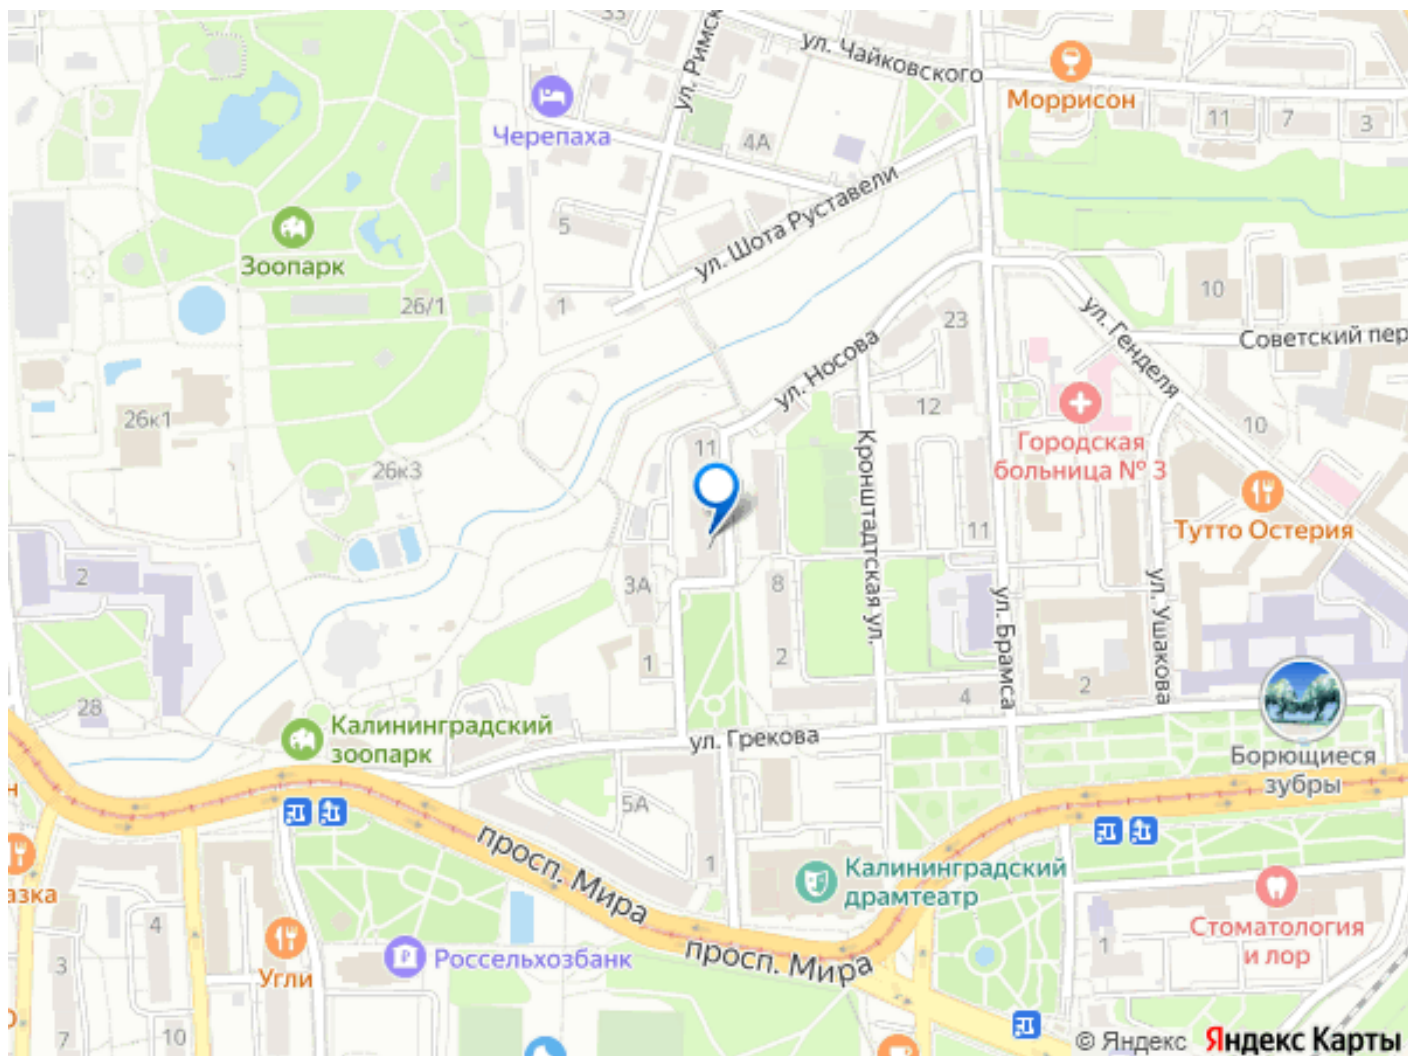 33
ул. Римск
ул. Чайковского
Моррисон
Черепаха
4А
11
7
3
ул. Шота Руставели
5
Зоопарк
26/1
1
10
ул. Генделя
23
Советский пер
ул. Носова
26к1
12
10
11
Городская
больница № 3
26к3
Кронштадтская ул.
Тутто Остерия
11
2
3А
8
ул. Брамса
ул. Ушакова
1
2
4
2
28
Калининградский
зоопарк
ул. Грекова
Борющиеся
зубры
н
5А
просп. Мира
1
Калининградский
драмтеатр
азка
4
Стоматология
и лор
1
3
Угли
Россельхозбанк
просп. Мира
7
10
© Яндекс Яндекс Карты